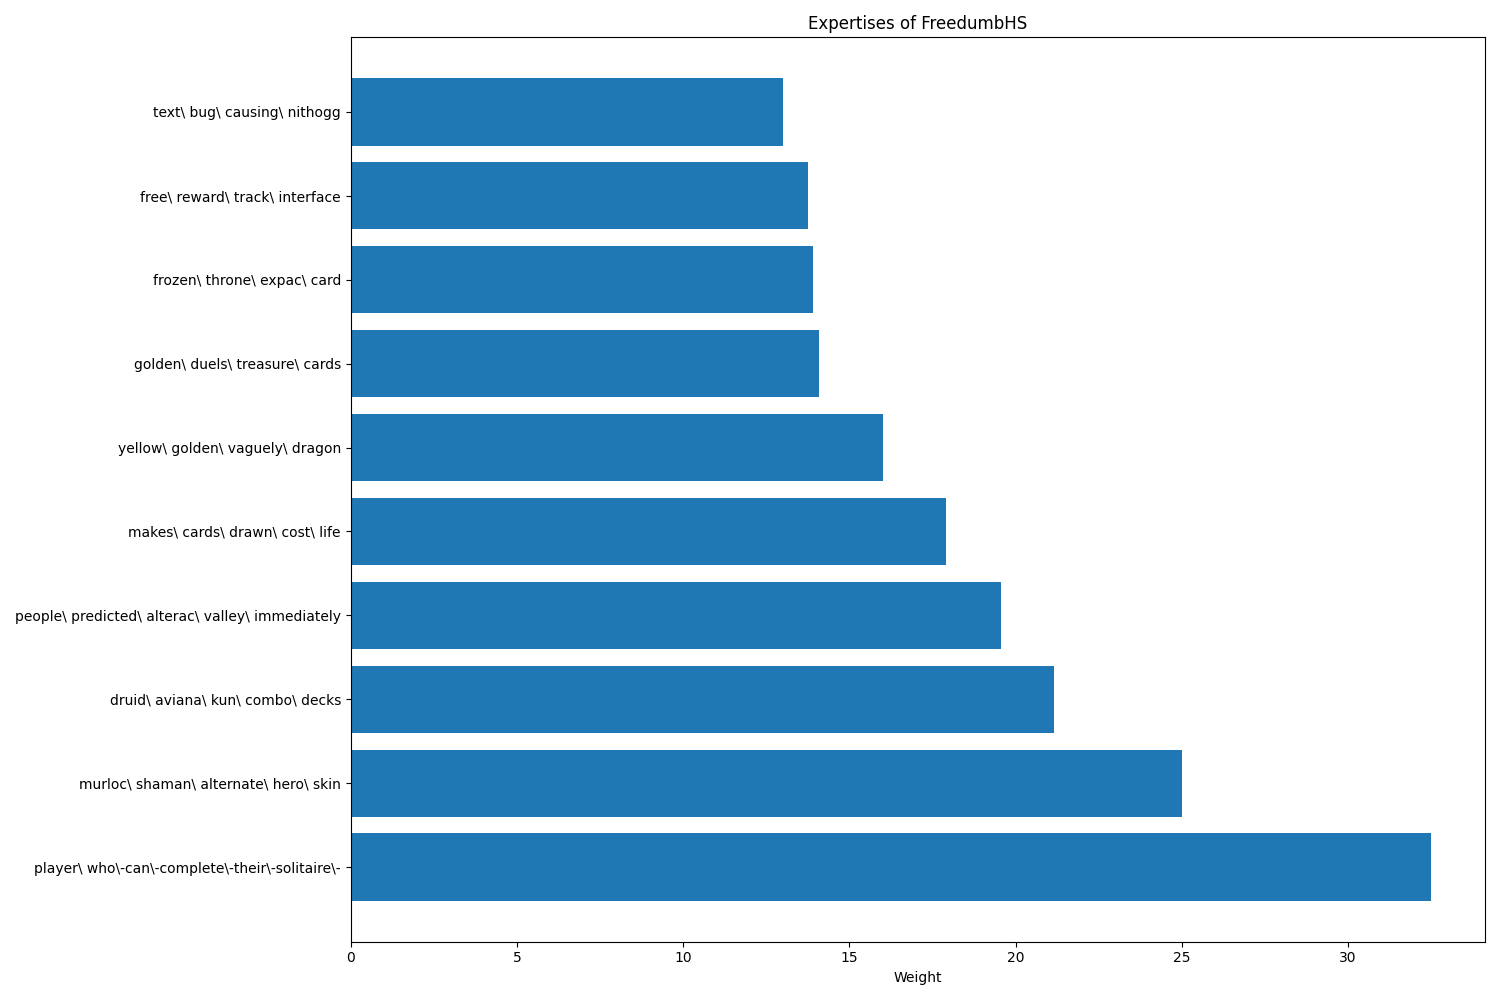 Expertises of FreedumbHS
text\ bug\ causing\ nithogg
free\ reward\ track\ interface
frozen\ throne\ expac\ card
golden\ duels\ treasure\ cards
yellow\ golden\ vaguely\ dragon
makes\ cards\ drawn\ cost\ life
people\ predicted\ alterac\ valley\ immediately
druid\ aviana\ kun\ combo\ decks
murloc\ shaman\ alternate\ hero\ skin
player\ who\-can\-complete\-their\-solitaire\-
0 5 10 15 20 25 30
Weight